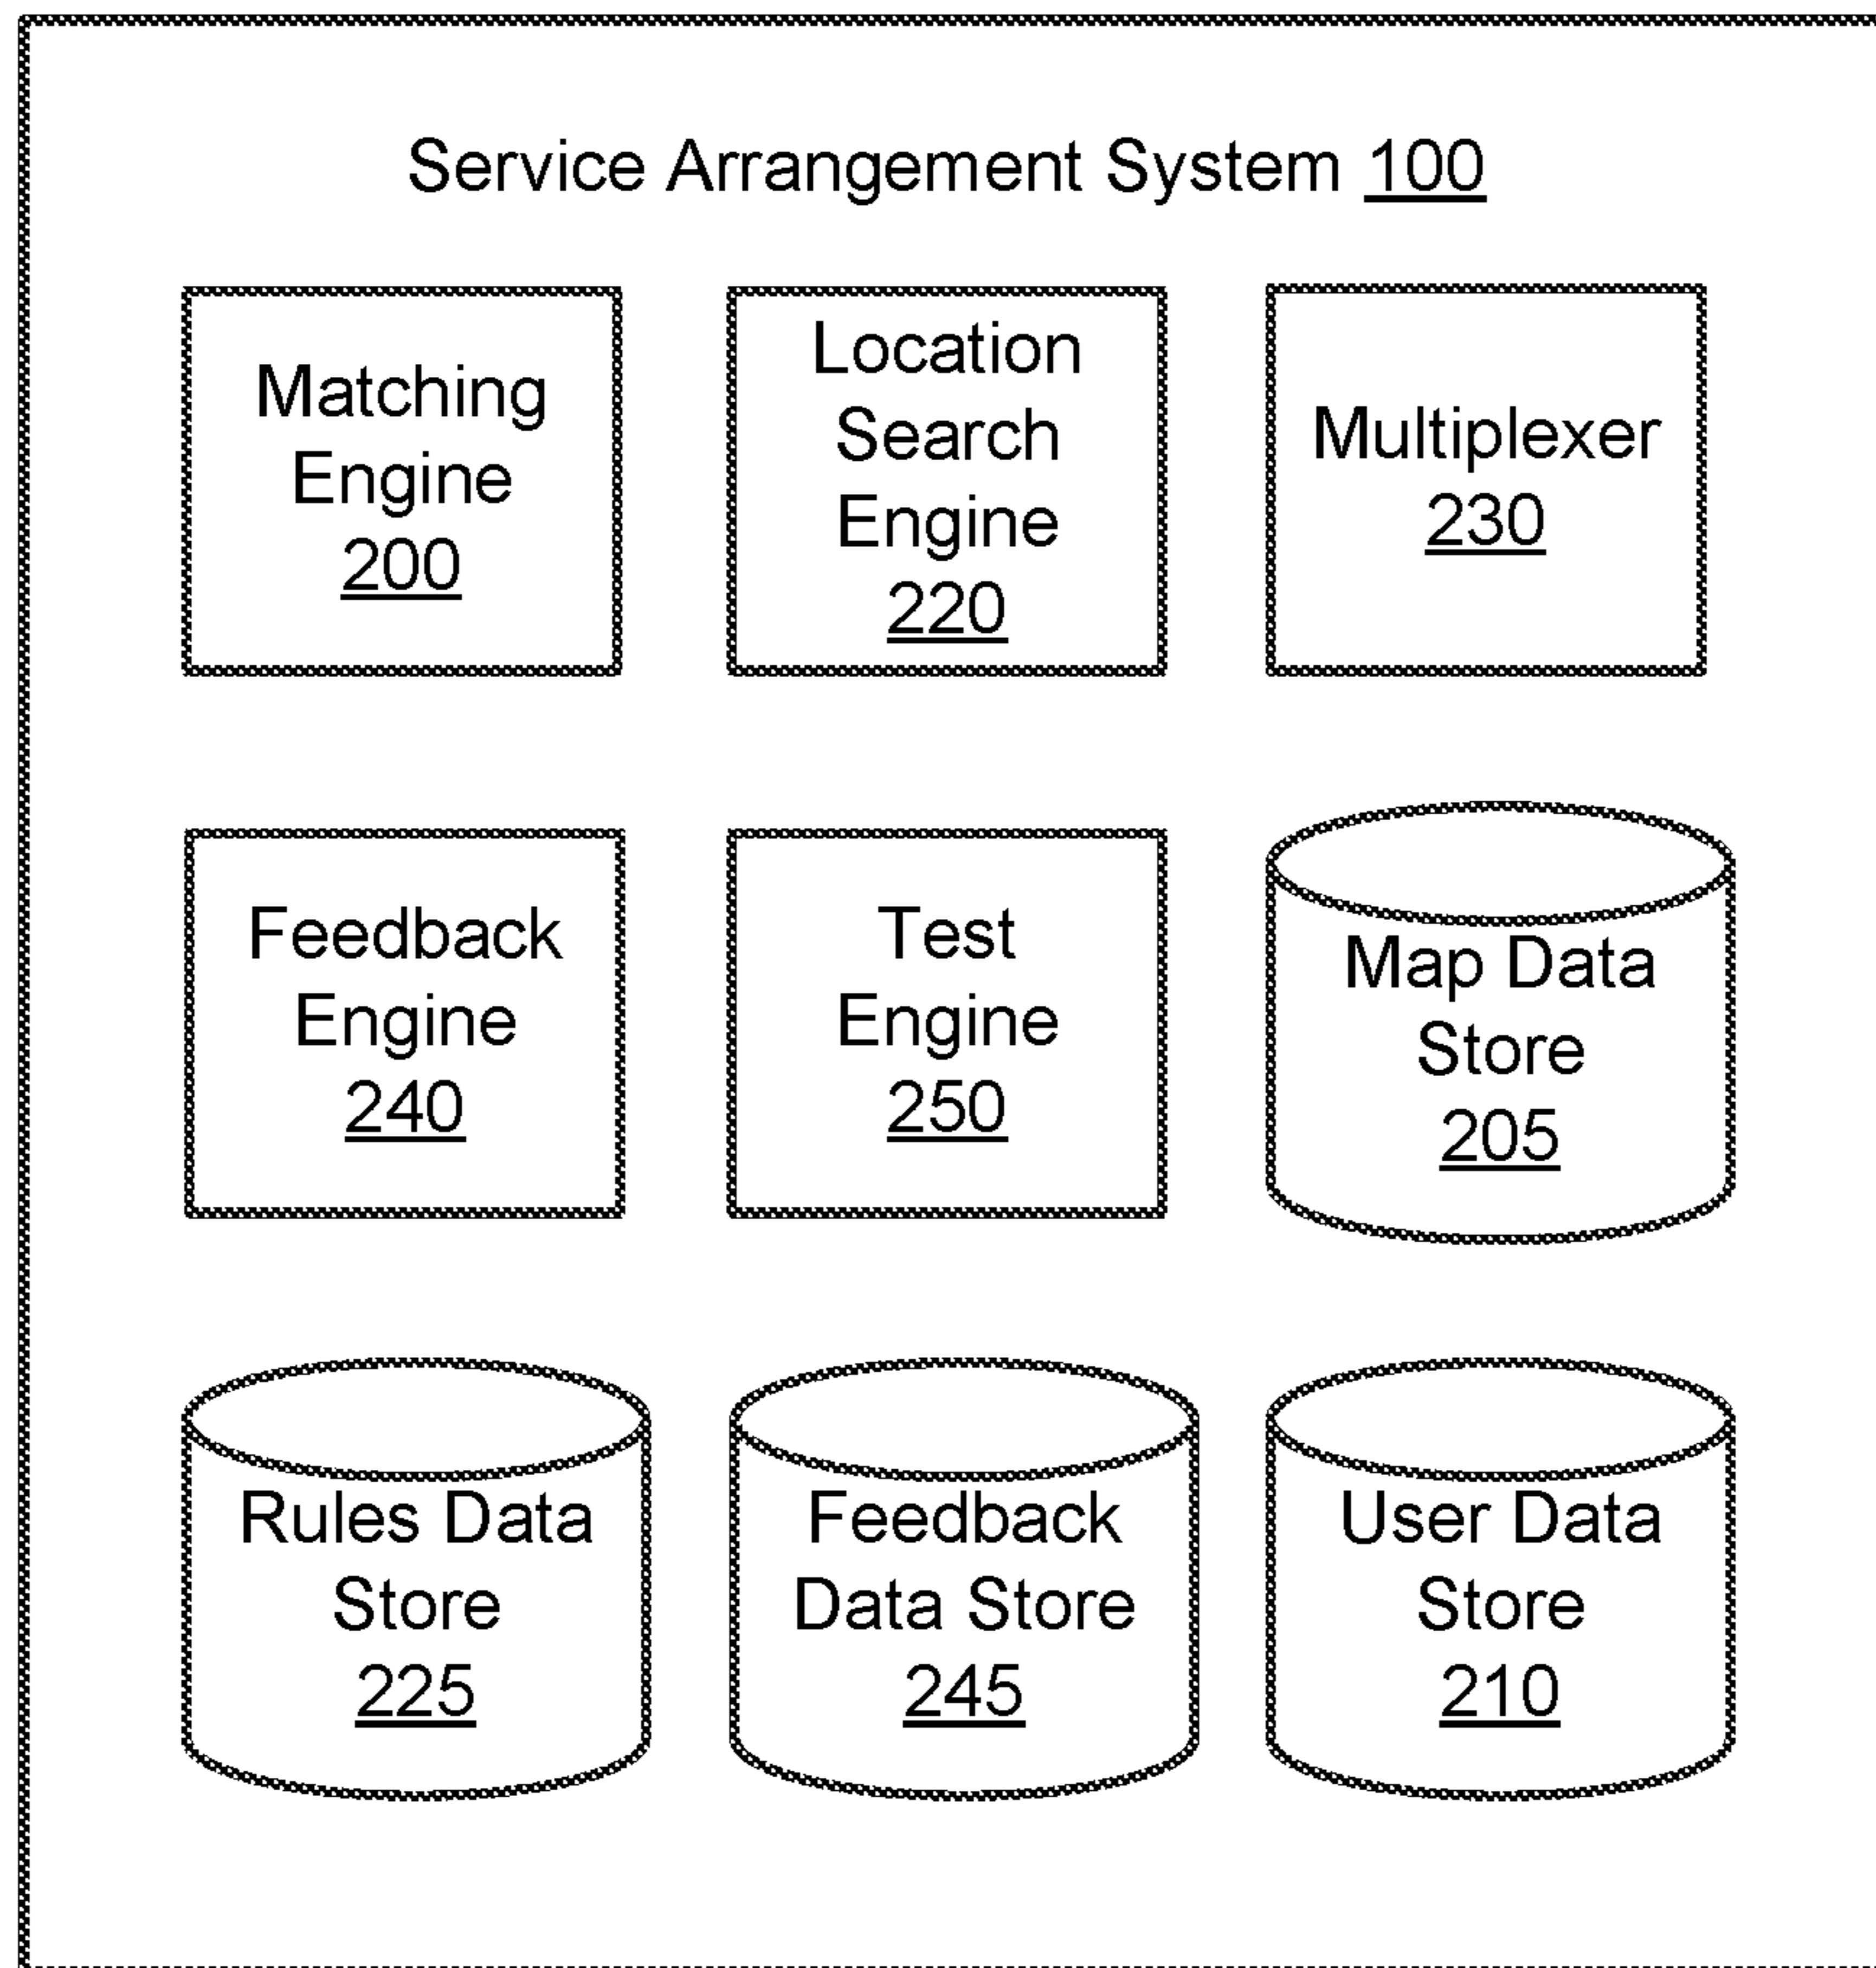 Service Arrangement System 100
Matching
Engine
200
Location
Search
Engine
220
Multiplexer
230
Feedback
Engine
240
Test
Engine
250
Map Data
Store
205
Rules Data
Store
225
Feedback
Data Store
245
User Data
Store
210